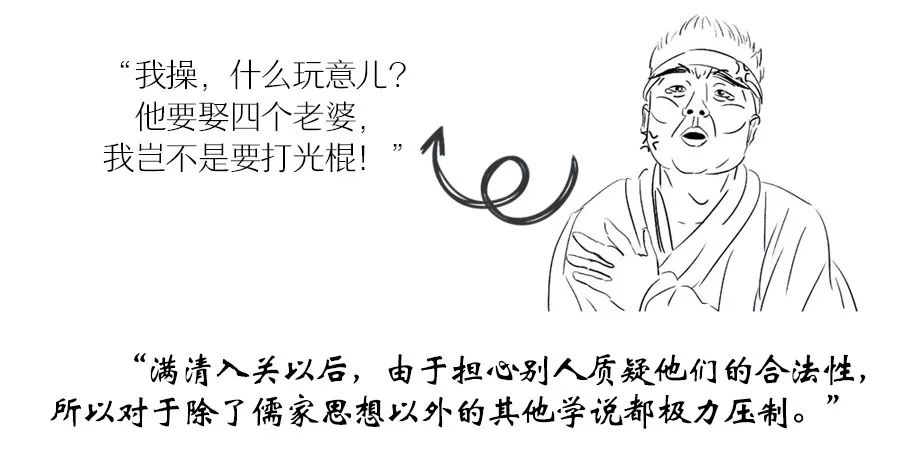 “我操，什么玩意儿？
他要娶四个老婆，
我岂不是要打光棍！”
“满清入关以后，由于担心别人质疑他们的合法性，
所以对于除了儒家思想以外的其他学说都极力压制。”